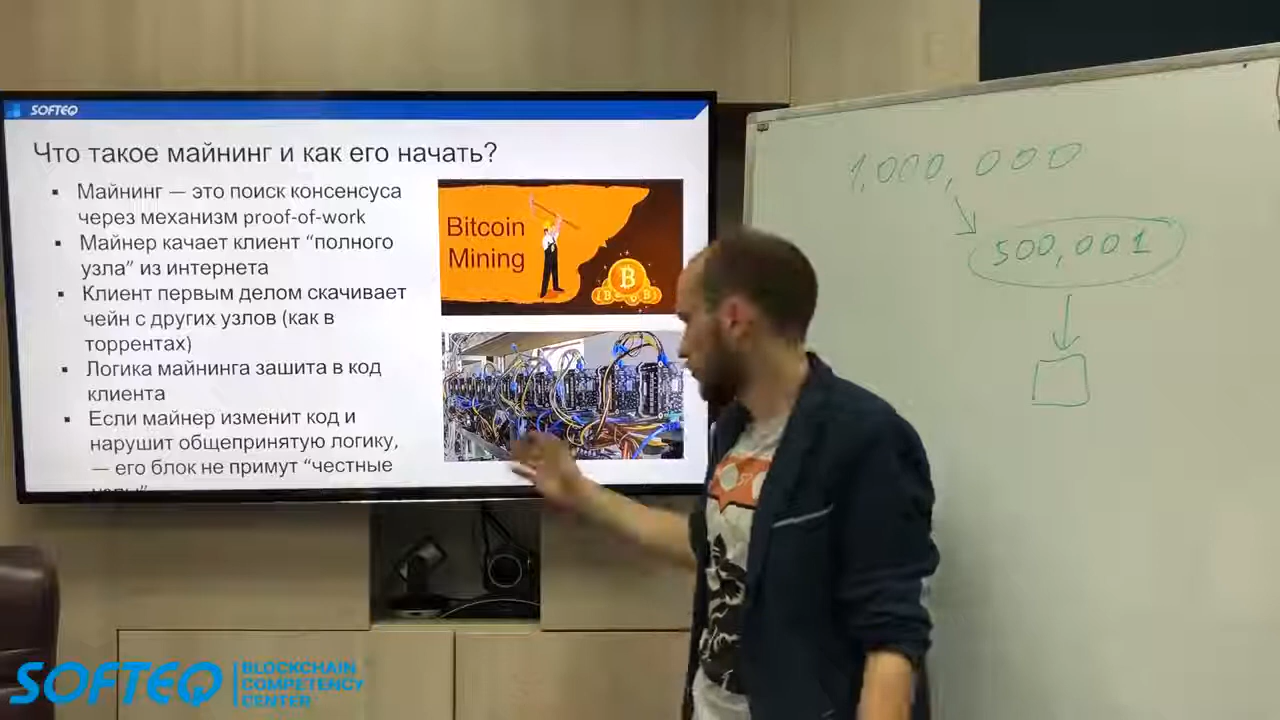 SOFTEQ
Что такое майнинг и как его начать?
▪ Майнинг — это поиск консенсуса
через механизм proof-of-work
▪ Майнер качает клиент “полного
узла” из интернета
▪ Клиент первым делом скачивает
чейн с других узлов (как в
торрентах)
▪ Логика майнинга зашита в код
клиента
▪ Если майнер изменит код и
нарушит общепринятую логику,
— его блок не примут “честные
Bitcoin
Mining
1,000,000
500,001
SOFTEQ
BLOCKCHAIN
COMPETENCY
CENTER